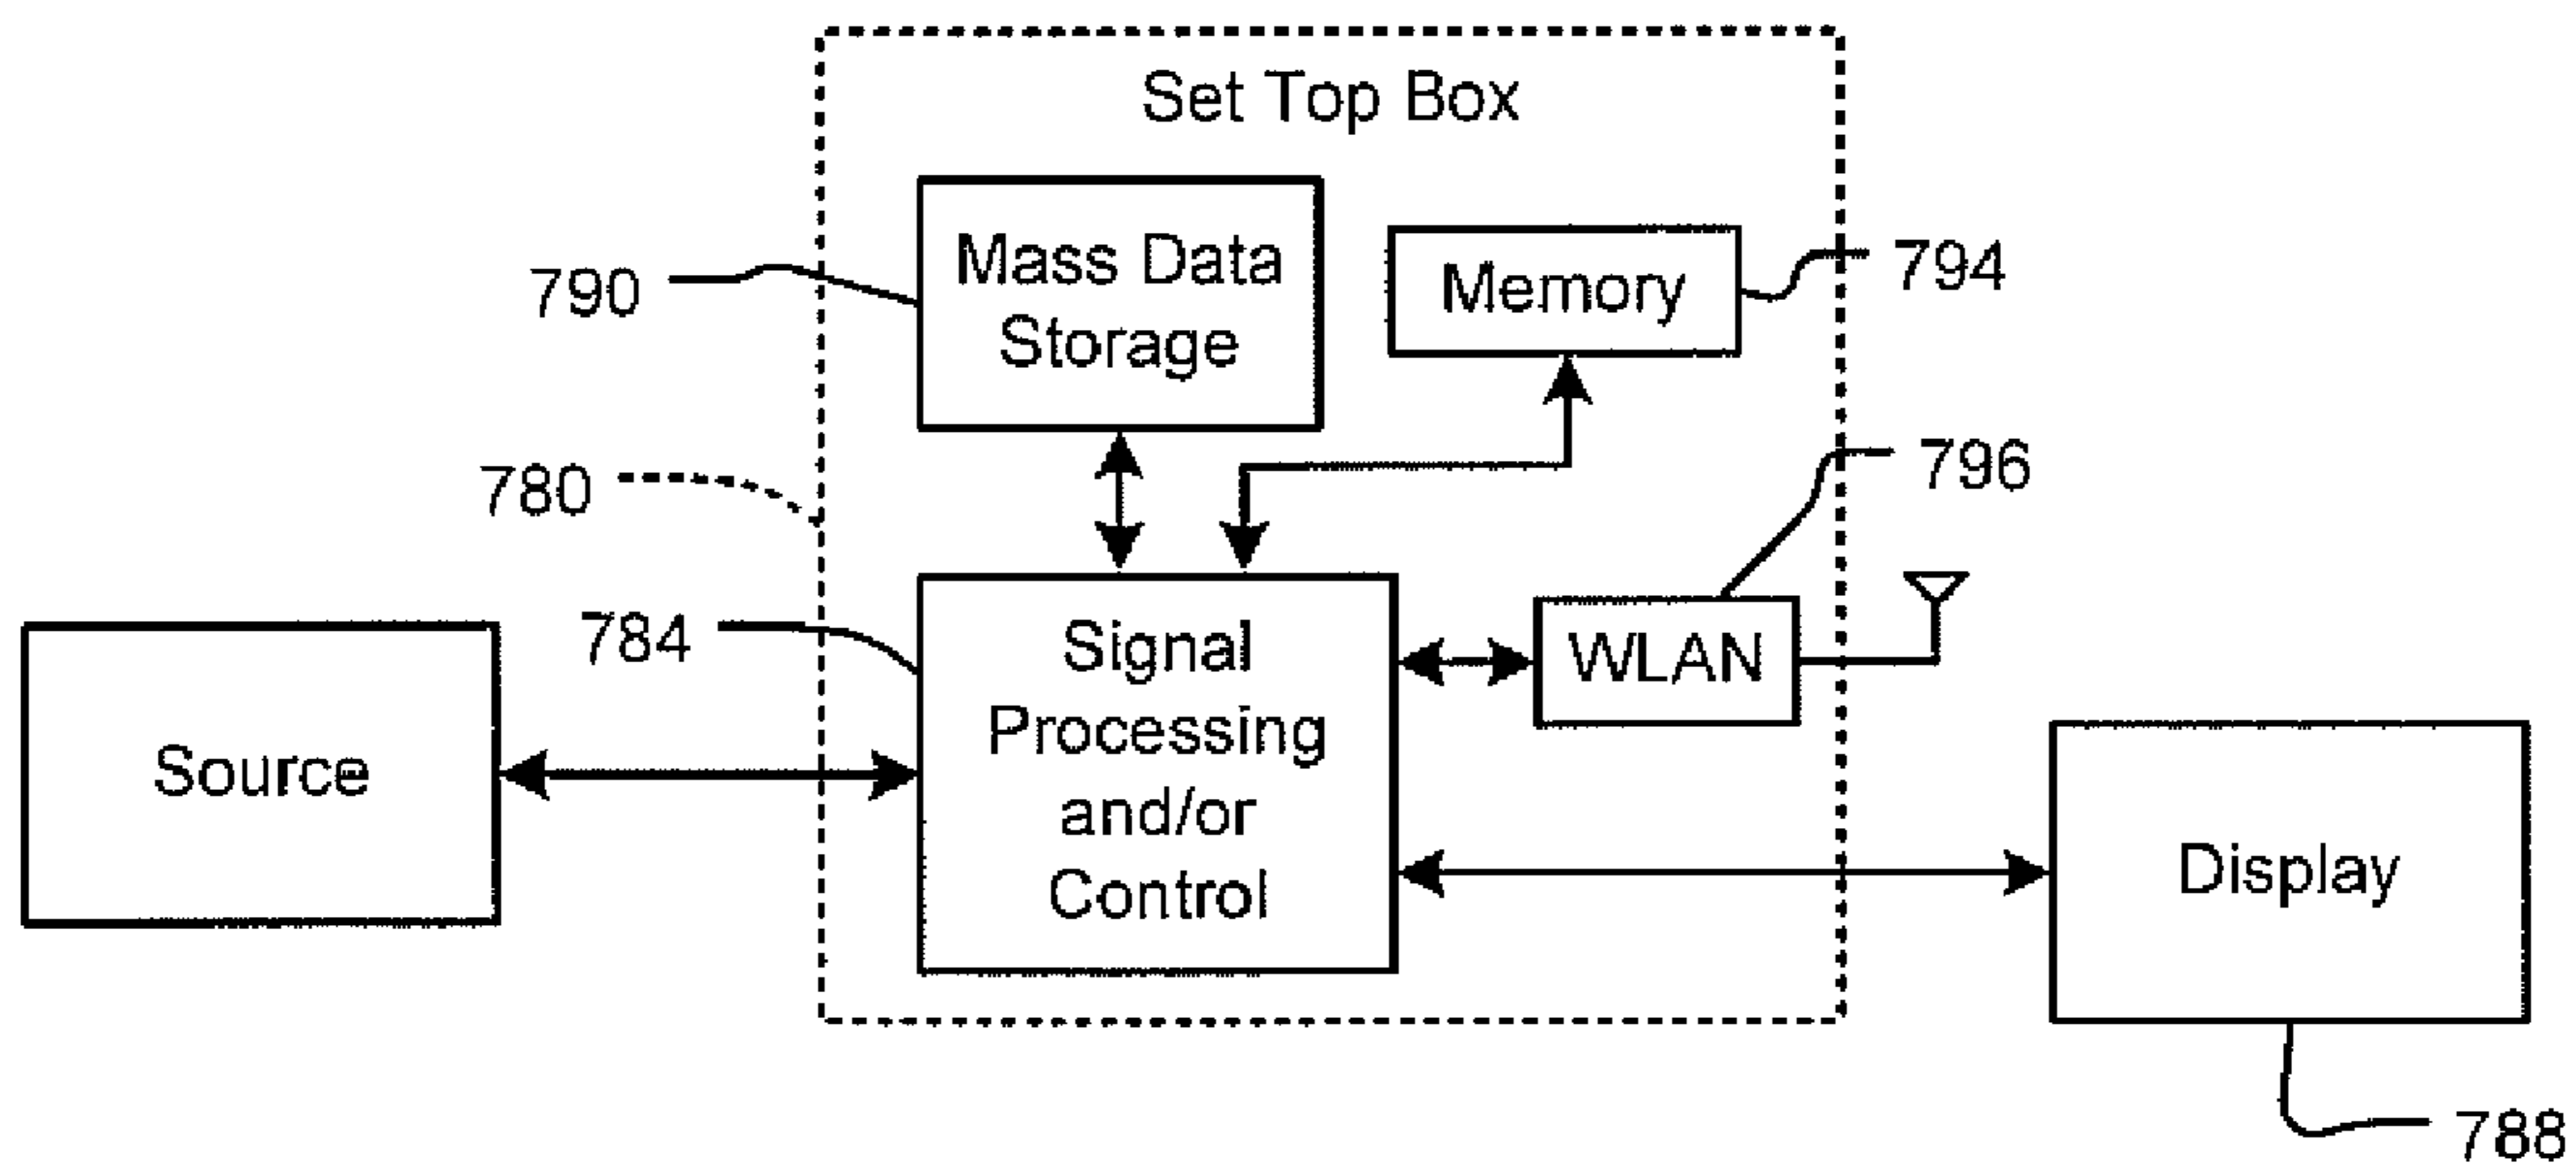 Set Top Box
790
Mass Data
Storage
Memory
794
780
796
784
Source
Signal
Processing
and/or
Control
WLAN
Display
788